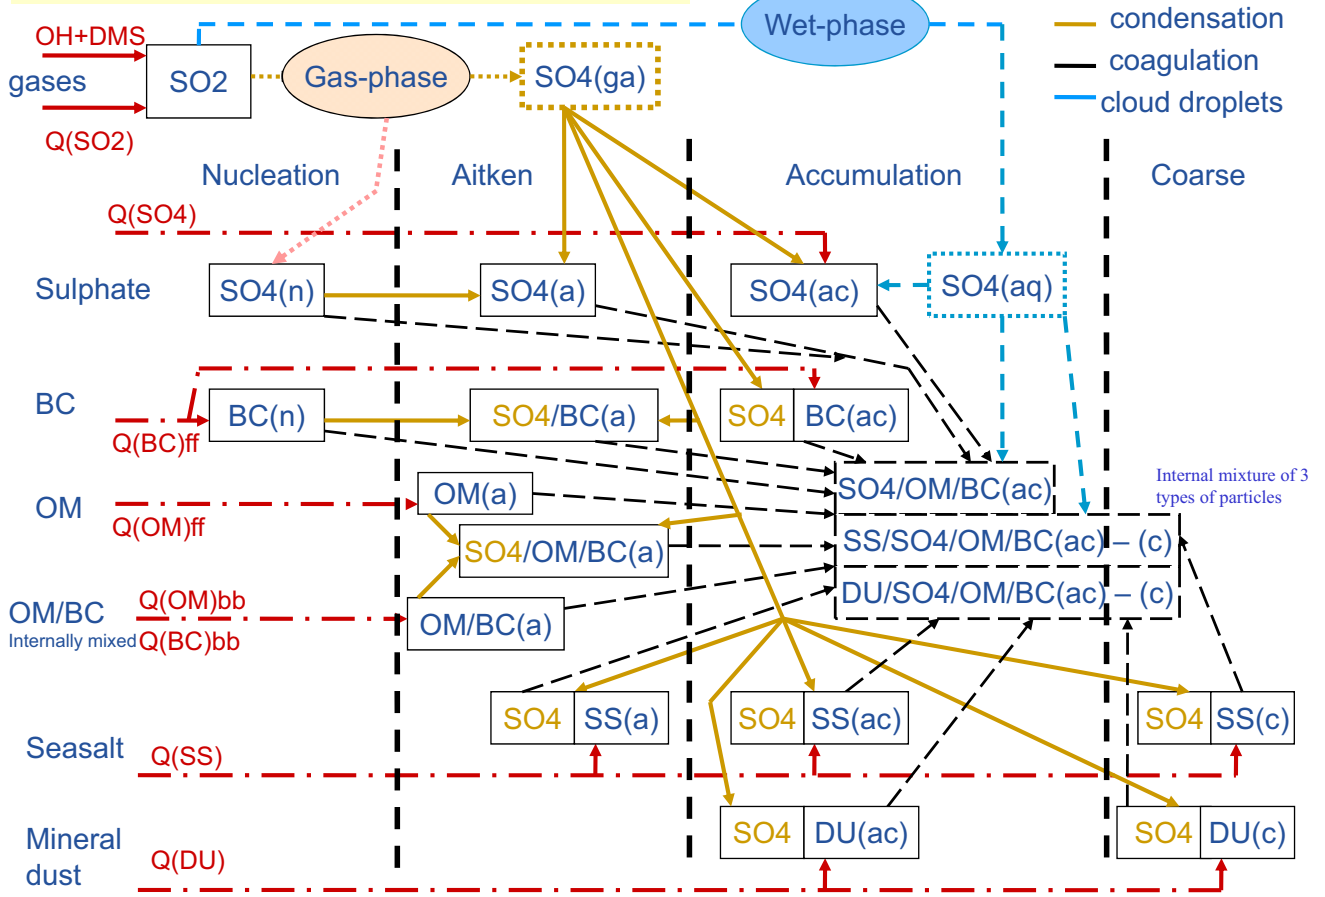 Wet-phase
condensation
coagulation
cloud droplets
OH+DMS
gases
SO2
Gas-phase
SO4(ga)
Q(SO2)
Nucleation
Aitken
Accumulation
Coarse
Q(SO4)
Sulphate
SO4(n)
SO4(a)
SO4(ac)
SO4(aq)
BC
BC(n)
SO4/BC(a)
SO4 BC(ac)
Q(BC)ff
OM
OM(a)
SO4/OM/BC(ac)
Internal mixture of 3
types of particles
Q(OM)ff
SO4/OM/BC(a)
SS/SO4/OM/BC(ac) – (c)
DU/SO4/OM/BC(ac) – (c)
OM/BC
Internally mixed
Q(OM)bb
Q(BC)bb
OM/BC(a)
SO4 SS(a)
SO4 SS(ac)
SO4 SS(c)
Seasalt
Q(SS)
SO4 DU(ac)
SO4 DU(c)
Mineral
dust
Q(DU)